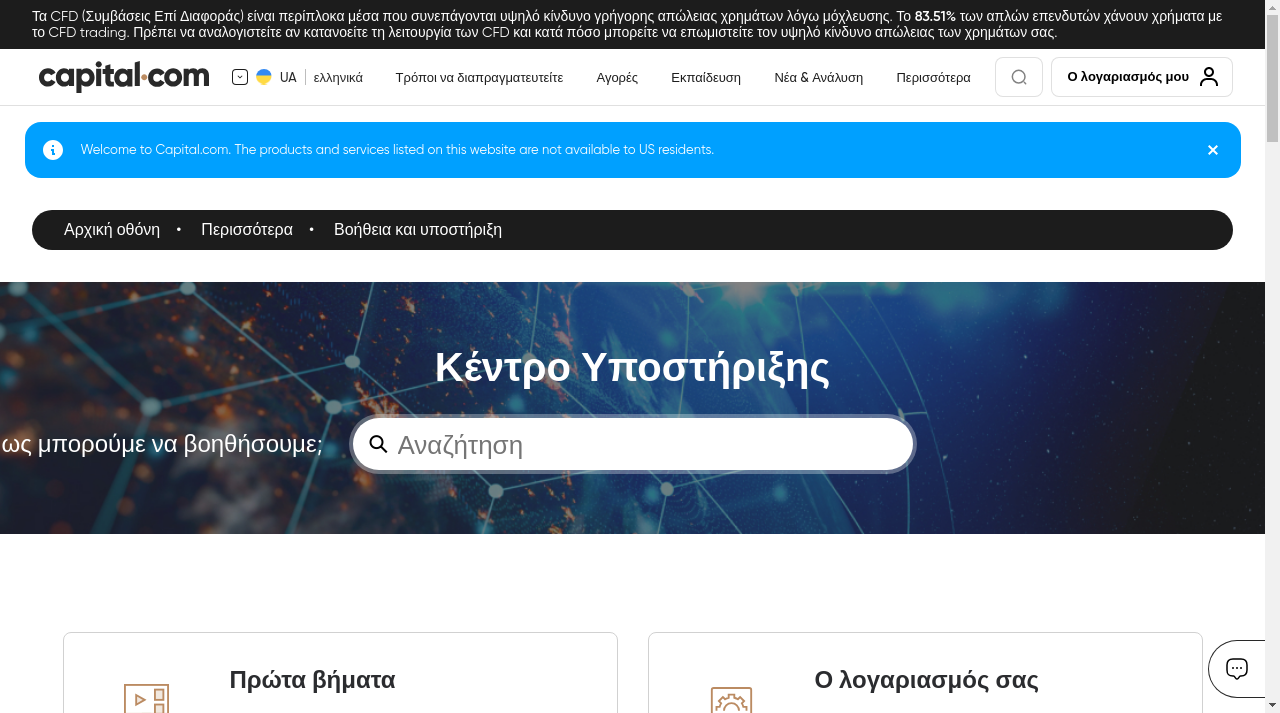 Τα CFD (Συμβάσεις Επί Διαφοράς) είναι περίπλοκα μέσα που συνεπάγονται υψηλό κίνδυνο γρήγορης απώλειας χρημάτων λόγω μόχλευσης. Το 83.51% των απλών επενδυτών χάνουν χρήματα με
το CFD trading. Πρέπει να αναλογιστείτε αν κατανοείτε τη λειτουργία των CFD και κατά πόσο μπορείτε να επωμιστείτε τον υψηλό κίνδυνο απώλειας των χρημάτων σας.
capital.com UA ελληνικά Τρόποι να διαπραγματευτείτε Αγορές Εκπαίδευση Νέα & Ανάλυση Περισσότερα Ο λογαριασμός μου
Welcome to Capital.com. The products and services listed on this website are not available to US residents.
Αρχική οθόνη • Περισσότερα • Βοήθεια και υποστήριξη
Κέντρο Υποστήριξης
ως μπορούμε να βοηθήσουμε; Αναζήτηση
Πρώτα βήματα Ο λογαριασμός σας